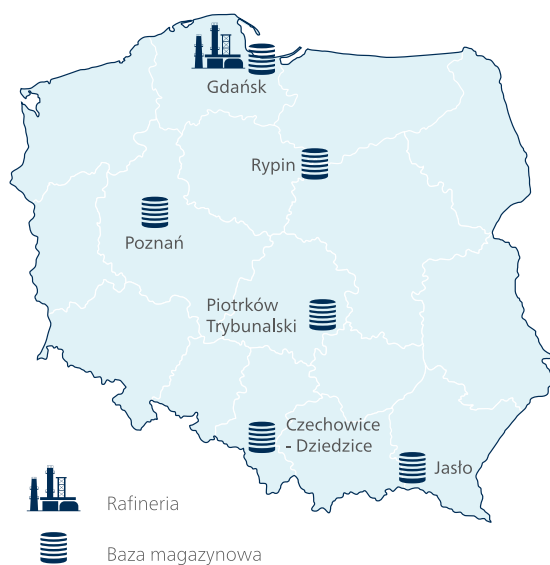 Gdańsk
Rypin
Poznań
Piotrków
Trybunalski
Czechowice
- Dziedzice
Jasło
Rafineria
Baza magazynowa